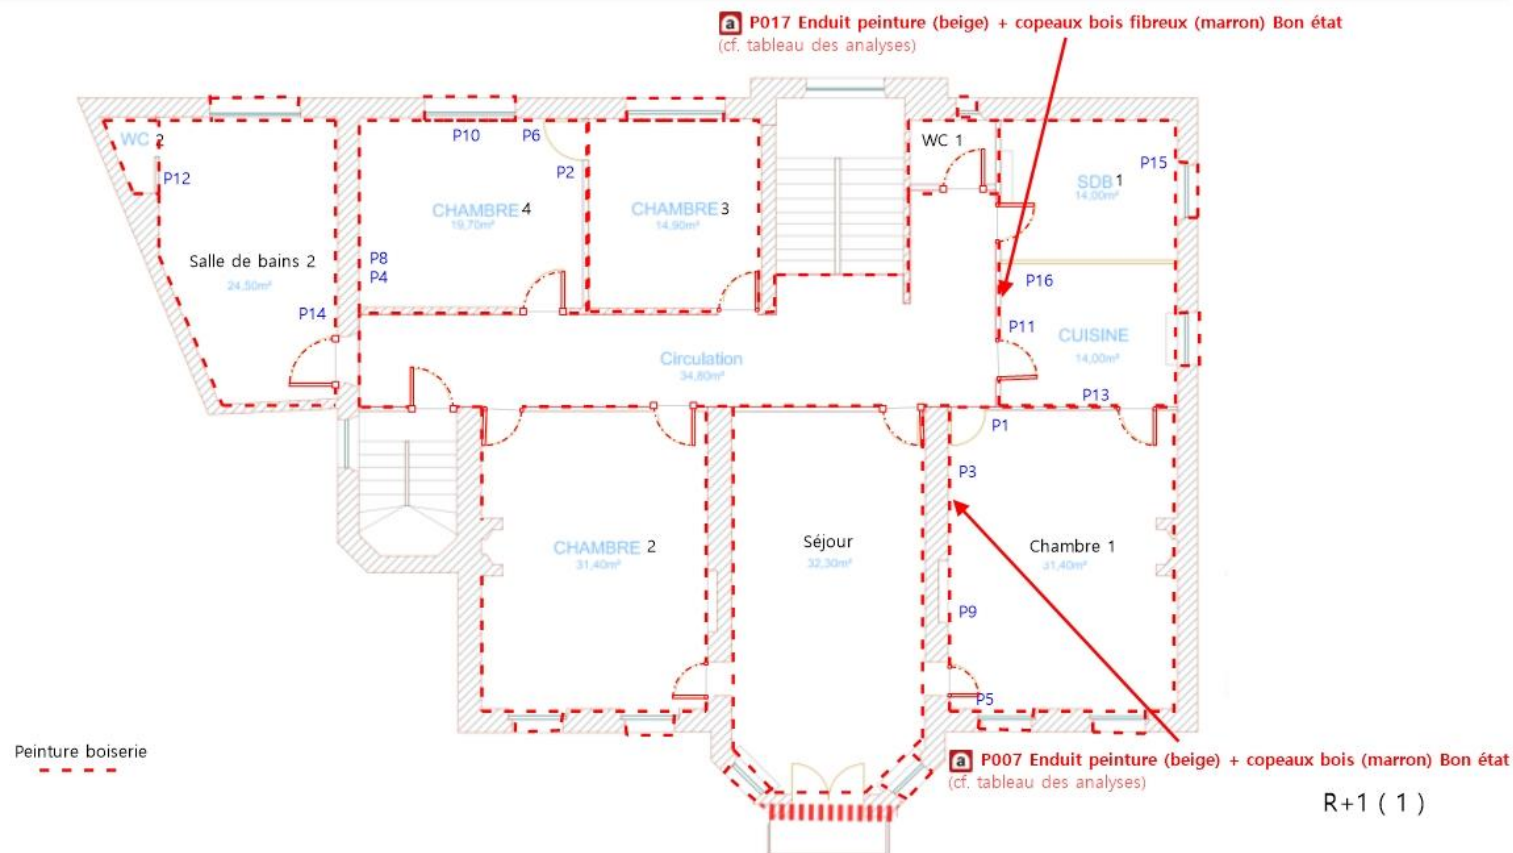 a P017 Enduit peinture (beige) + copeaux bois fibreux (marron) Bon état
(cf. tableau des analyses)
WC 2
P10
P6
WC 1
P12
P2
P15
CHAMBRE 4
19,70m²
CHAMBRE 3
14,90m²
SDB 1
14,00m²
Salle de bains 2
24,50m²
P8
P4
P16
P14
P11
CUISINE
14,00m²
Circulation
34,80m²
P13
P1
P3
CHAMBRE 2
31,40m²
Séjour
32,30m²
Chambre 1
31,40m²
P9
P5
Peinture boiserie
a P007 Enduit peinture (beige) + copeaux bois (marron) Bon état
(cf. tableau des analyses)
R+1 ( 1 )